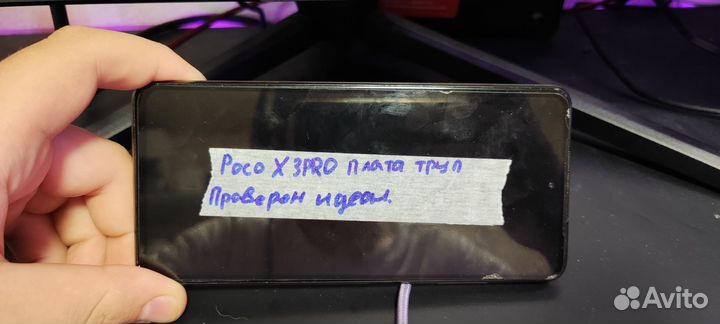 Poco X3PRO плата труп
Проверен идеал.
Avito